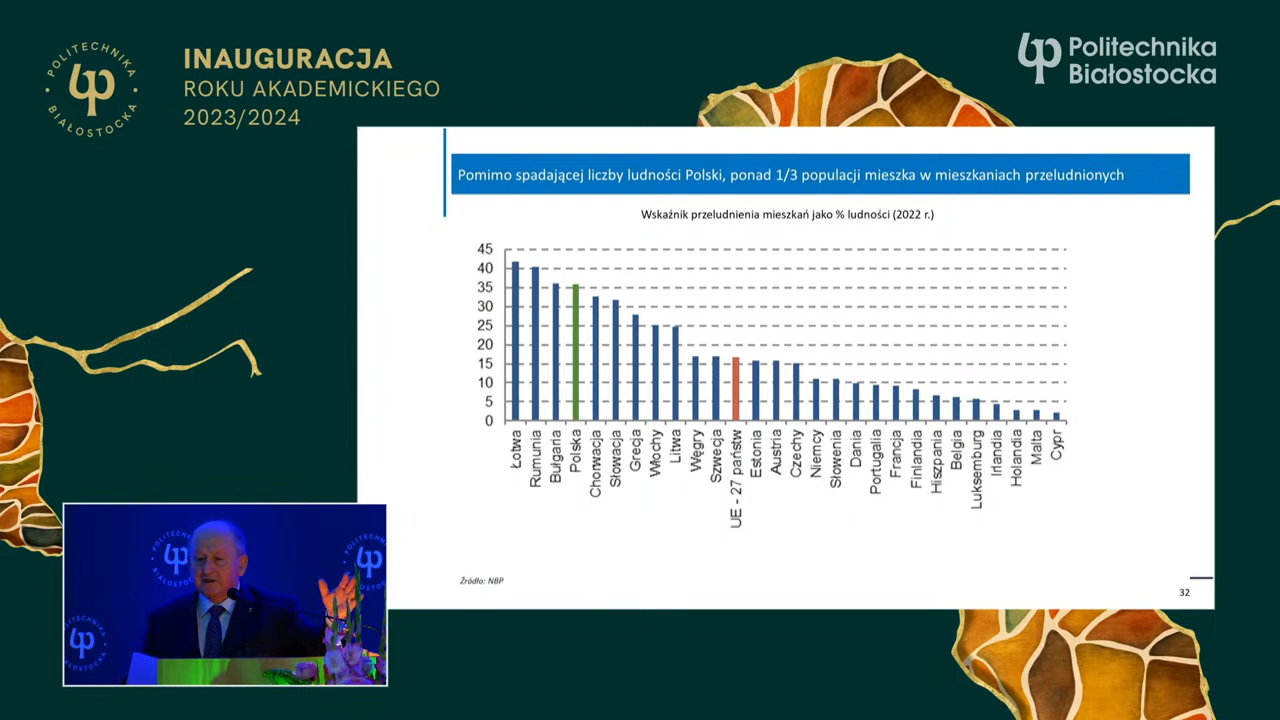 POLITECHNIKA
BIAŁOSTOCKA
INAUGURACJA
ROKU AKADEMICKIEGO
2023/2024
Politechnika
Białostocka
Pomimo spadającej liczby ludności Polski, ponad 1/3 populacji mieszka w mieszkaniach przeludnionych
Wskaźnik przeludnienia mieszkań jako % ludności (2022 r.)
45
40
35
30
25
20
15
10
5
0
Łotwa
Rumunia
Bułgaria
Polska
Chorwacja
Słowacja
Grecja
Włochy
Litwa
Węgry
Szwecja
UE - 27 państw
Estonia
Austria
Czechy
Niemcy
Słowenia
Dania
Portugalia
Francja
Finlandia
Hiszpania
Belgia
Luksemburg
Irlandia
Holandia
Malta
Cypr
Źródło: NBP
32